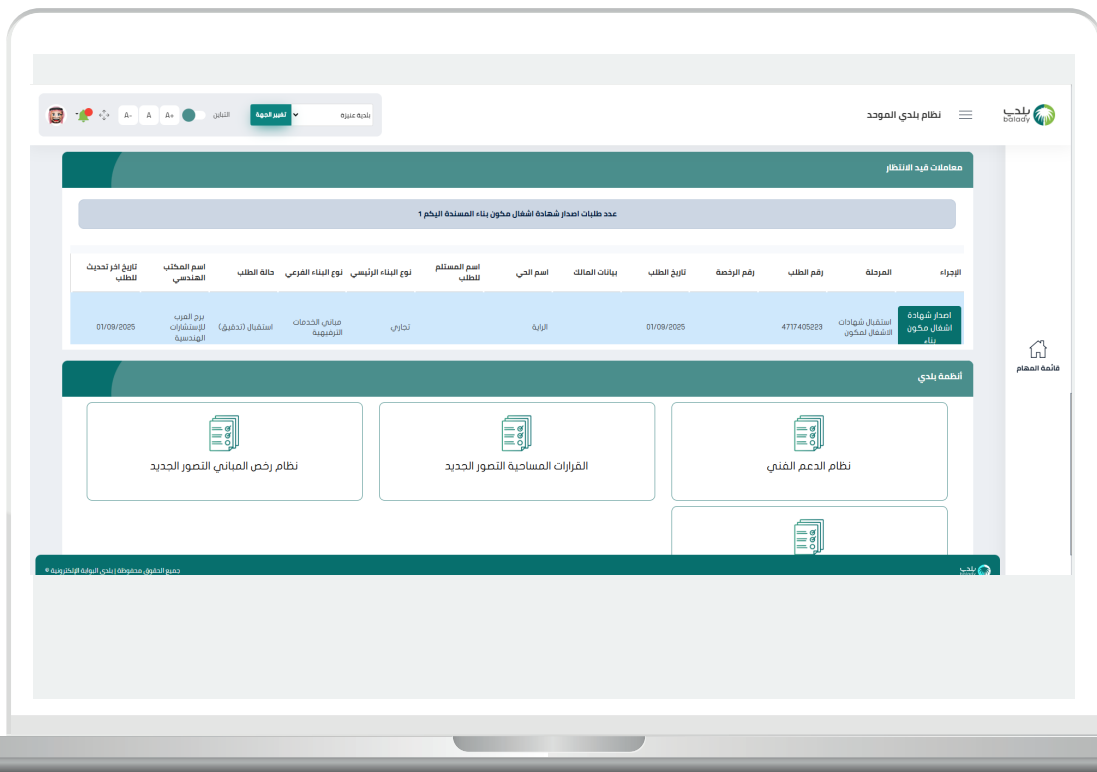 بلدي
balady
نظام بلدي الموحد
بلدية عنيزة
تغيير الجهة
التباين
A+
A
A-
معاملات قيد الانتظار
عدد طلبات اصدار شهادة اشغال مكون بناء المسندة اليكم 1
الإجراء المرحلة رقم الطلب رقم الرخصة تاريخ الطلب بيانات المالك اسم الحي اسم المستلم للطلب نوع البناء الرئيسي نوع البناء الفرعي حالة الطلب اسم المكتب الهندسي تاريخ اخر تحديث للطلب
اصدار شهادة اشغال مكون بناء استقبال شهادات الاشغال لمكون 4717405223 01/09/2025 الراية تجاري مباني الخدمات الترفيهية استقبال (تدقيق) برج العرب للإستشارات الهندسية 01/09/2025
قائمة المهام
أنظمة بلدي
نظام الدعم الفني
القرارات المساحية التصور الجديد
نظام رخص المباني التصور الجديد
بلدي
balady
جميع الحقوق محفوظة | بلدي البوابة الإلكترونية ©